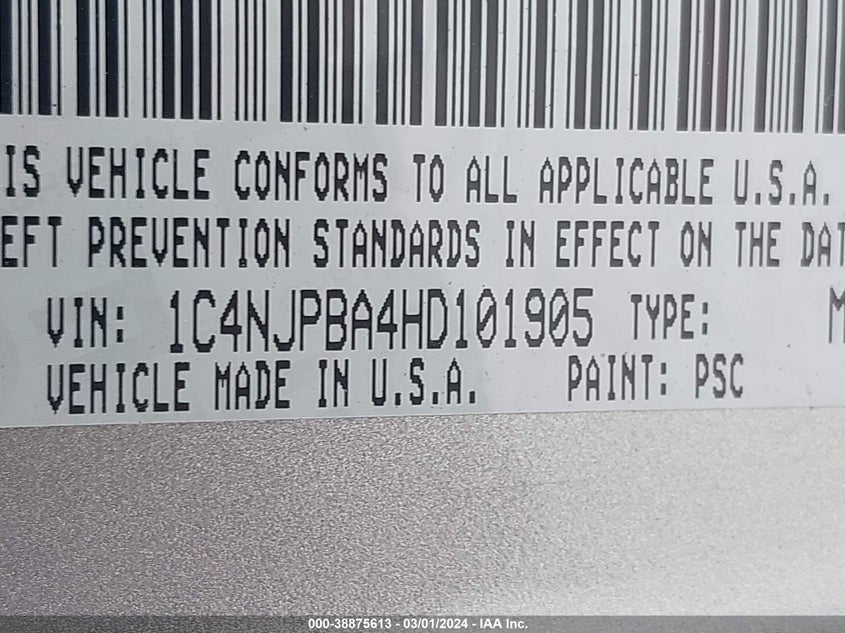 IS VEHICLE CONFORMS TO ALL APPLICABLE U.S.A.
EFT PREVENTION STANDARDS IN EFFECT ON THE DAT
VIN: 1C4NJPBA4HD101905 TYPE: M
VEHICLE MADE IN U.S.A. PAINT: PSC
000-38875613 - 03/01/2024 - IAA Inc.